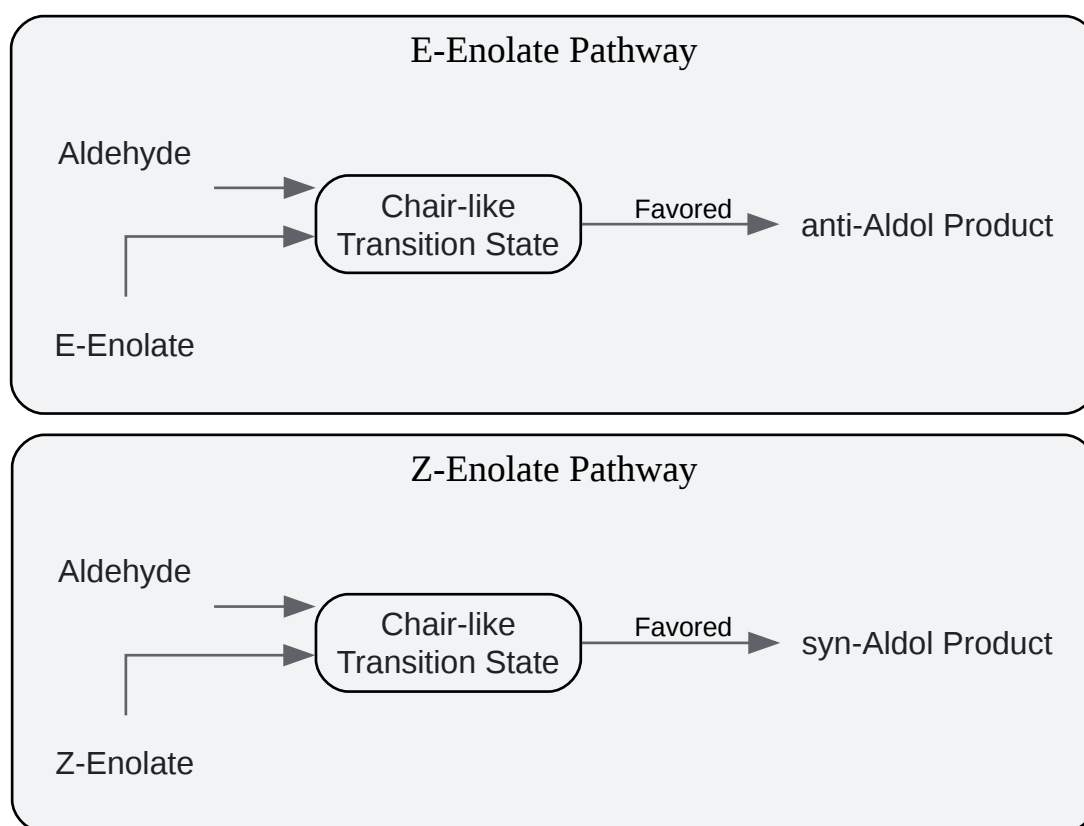 E-Enolate Pathway
Aldehyde
Chair-like
Transition State
Favored
anti-Aldol Product
E-Enolate
Z-Enolate Pathway
Aldehyde
Chair-like
Transition State
Favored
syn-Aldol Product
Z-Enolate